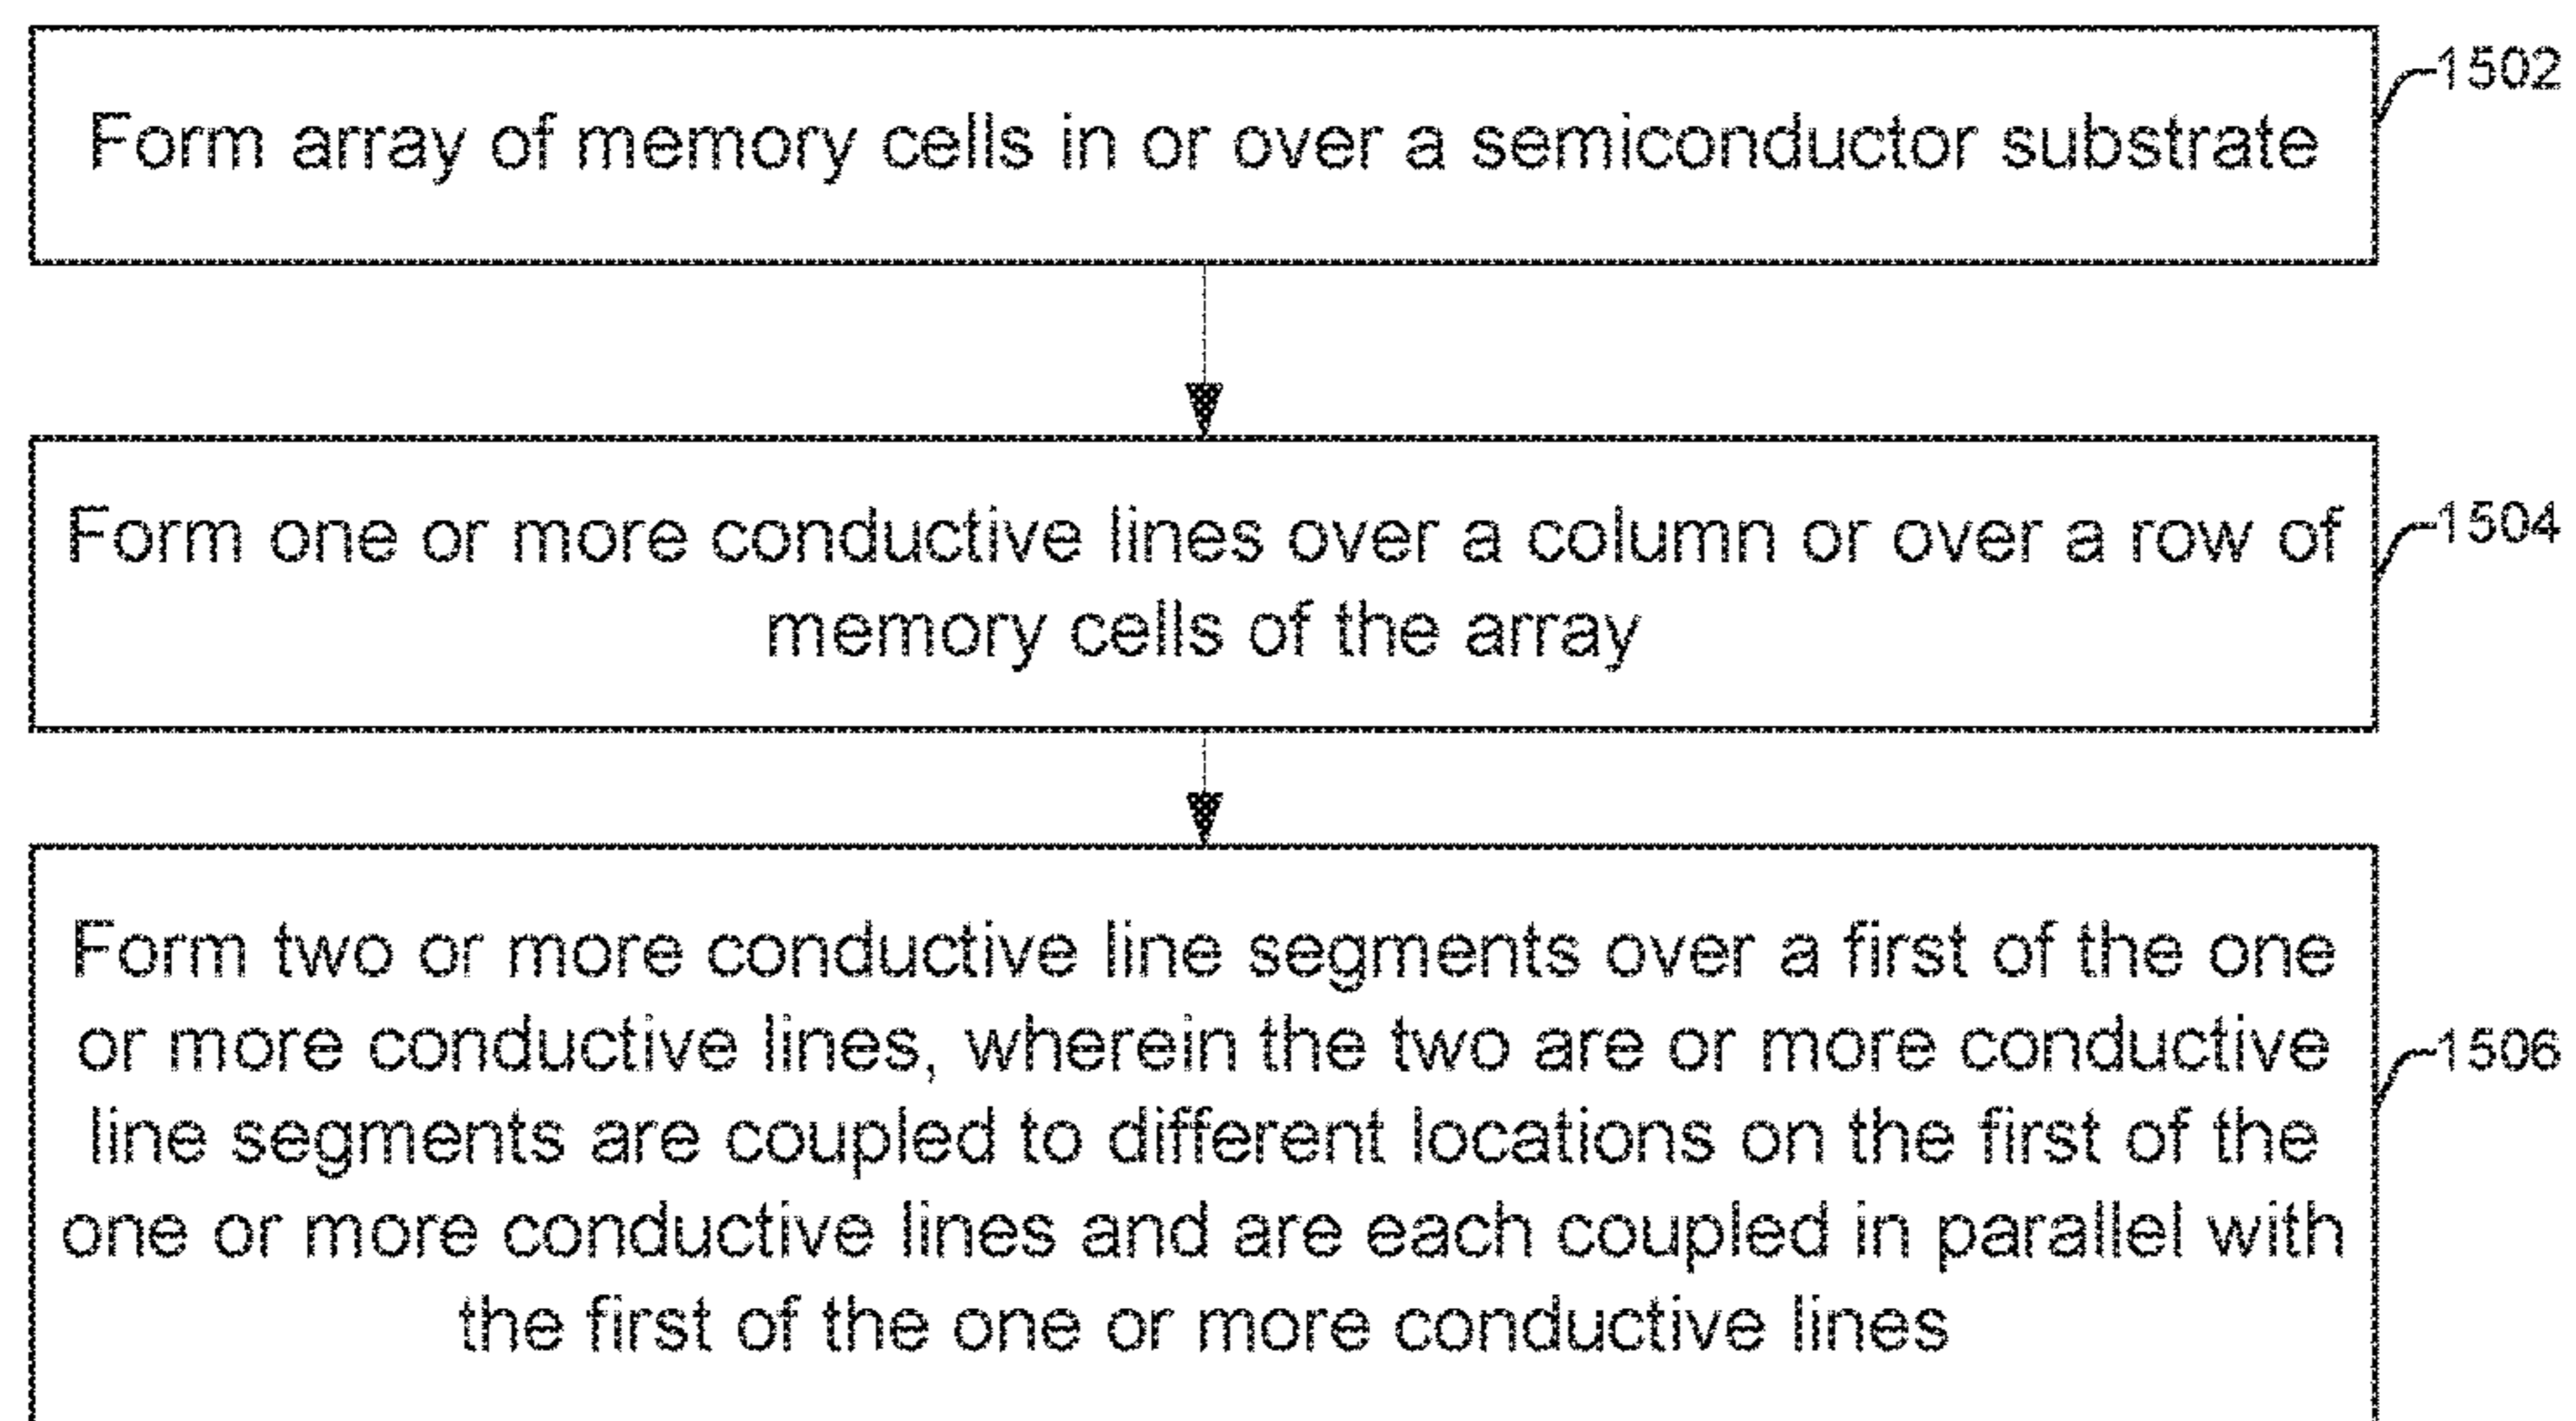 1502
Form array of memory cells in or over a semiconductor substrate
Form one or more conductive lines over a column or over a row of
1504
memory cells of the array
Form two or more conductive line segments over a first of the one
or more conductive lines, wherein the two are or more conductive
1506
line segments are coupled to different locations on the first of the
one or more conductive lines and are each coupled in parallel with
the first of the one or more conductive lines